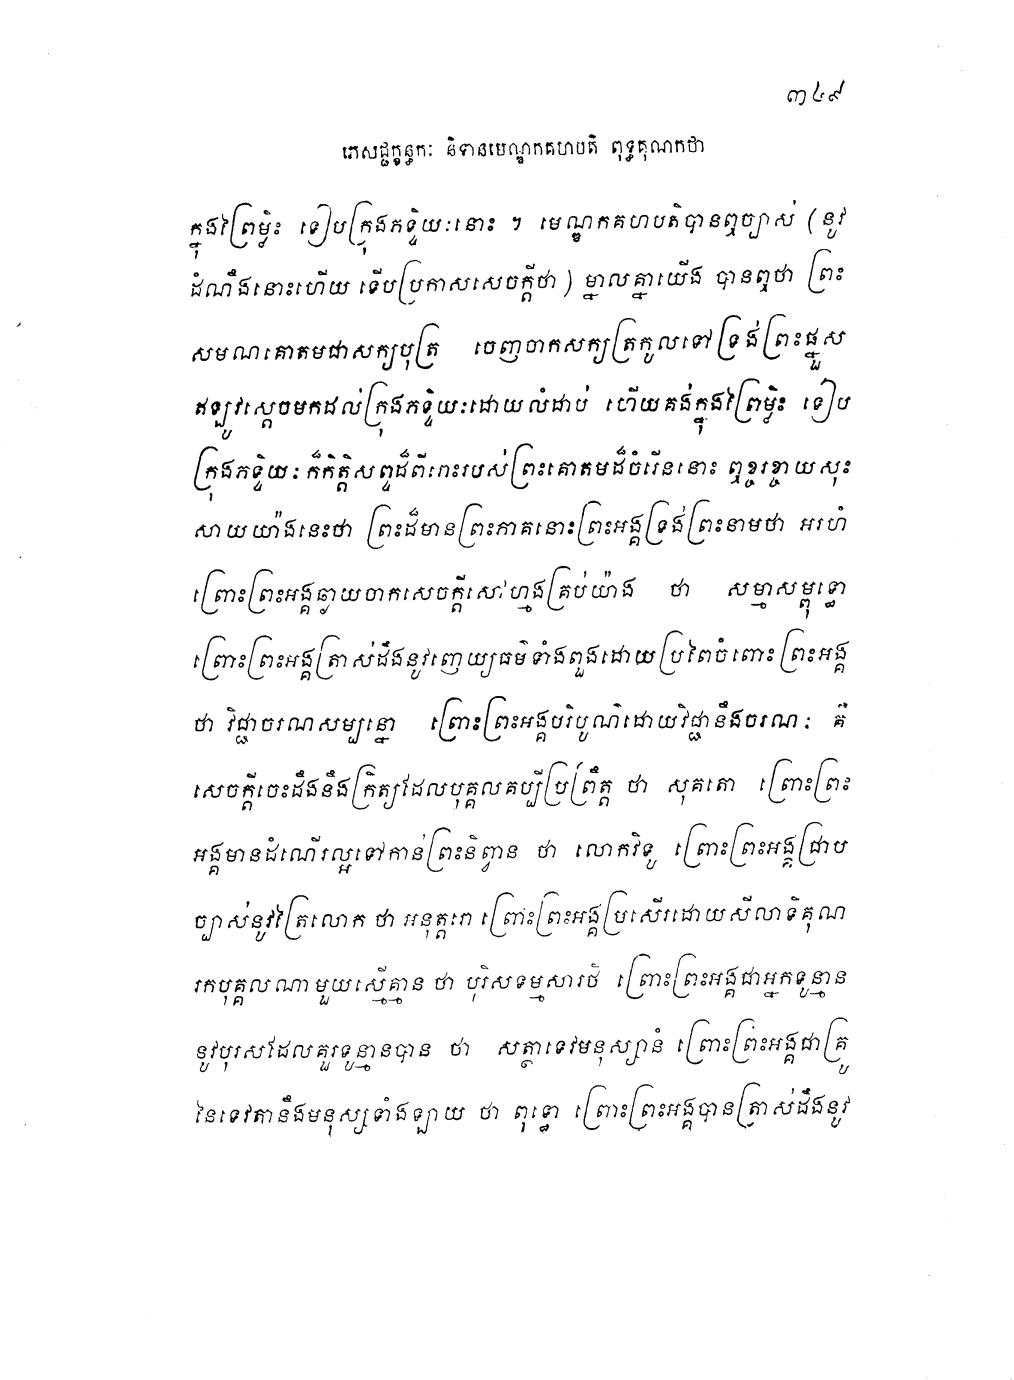 ៣៤៩
ភេសជ្ជក្ខន្ធកៈ និទានមេណ្ឌកគហបតិ ពុទ្ធគុណកថា
ក្នុងព្រៃម្លិះ ទៀបក្រុងភទ្ទិយៈនោះ ។ មេណ្ឌកគហបតិបានឮច្បាស់ (នូវ
ដំណឹងនោះហើយ ទើបប្រកាសសេចក្តីថា) ម្នាលគ្នាយើង បានឮថា ព្រះ
សមណគោតមជាសក្យបុត្រ ចេញចាកសក្យត្រកូលទៅទ្រង់ព្រះផ្នួស
ឥឡូវស្តេចមកដល់ក្រុងភទ្ទិយៈដោយលំដាប់ ហើយគង់ក្នុងព្រៃម្លិះ ទៀប
ក្រុងភទ្ទិយៈ ក៏កិត្តិសព្ទដ៏ពីរោះរបស់ព្រះគោតមដ៏ចំរើននោះ ឮខ្ចរខ្ចាយសុះ
សាយយ៉ាងនេះថា ព្រះដ៏មានព្រះភាគនោះព្រះអង្គទ្រង់ព្រះនាមថា អរហំ
ព្រោះព្រះអង្គឆ្ងាយចាកសេចក្តីសៅហ្មងគ្រប់យ៉ាង ថា សម្មាសម្ពុទ្ធោ
ព្រោះព្រះអង្គត្រាស់ដឹងនូវញេយ្យធម៌ទាំងពួងដោយប្រពៃចំពោះព្រះអង្គ
ថា វិជ្ជាចរណសម្បន្នោ ព្រោះព្រះអង្គបរិបូណ៌ដោយវិជ្ជានឹងចរណៈ គឺ
សេចក្តីចេះដឹងនឹងក្រិត្យដែលបុគ្គលគប្បីប្រព្រឹត្ត ថា សុគតោ ព្រោះព្រះ
អង្គមានដំណើរល្អទៅកាន់ព្រះនិព្វាន ថា លោកវិទូ ព្រោះព្រះអង្គជ្រាប
ច្បាស់នូវត្រៃលោក ថា អនុត្តរោ ព្រោះព្រះអង្គប្រសើរដោយសីលាទិគុណ
រកបុគ្គលណាមួយស្មើគ្មាន ថា បុរិសទម្មសារថិ ព្រោះព្រះអង្គជាអ្នកទូន្មាន
នូវបុរសដែលគួរទូន្មានបាន ថា សត្ថាទេវមនុស្សានំ ព្រោះព្រះអង្គជាគ្រូ
នៃទេវតានឹងមនុស្សទាំងឡាយ ថា ពុទ្ធោ ព្រោះព្រះអង្គបានត្រាស់ដឹងនូវ